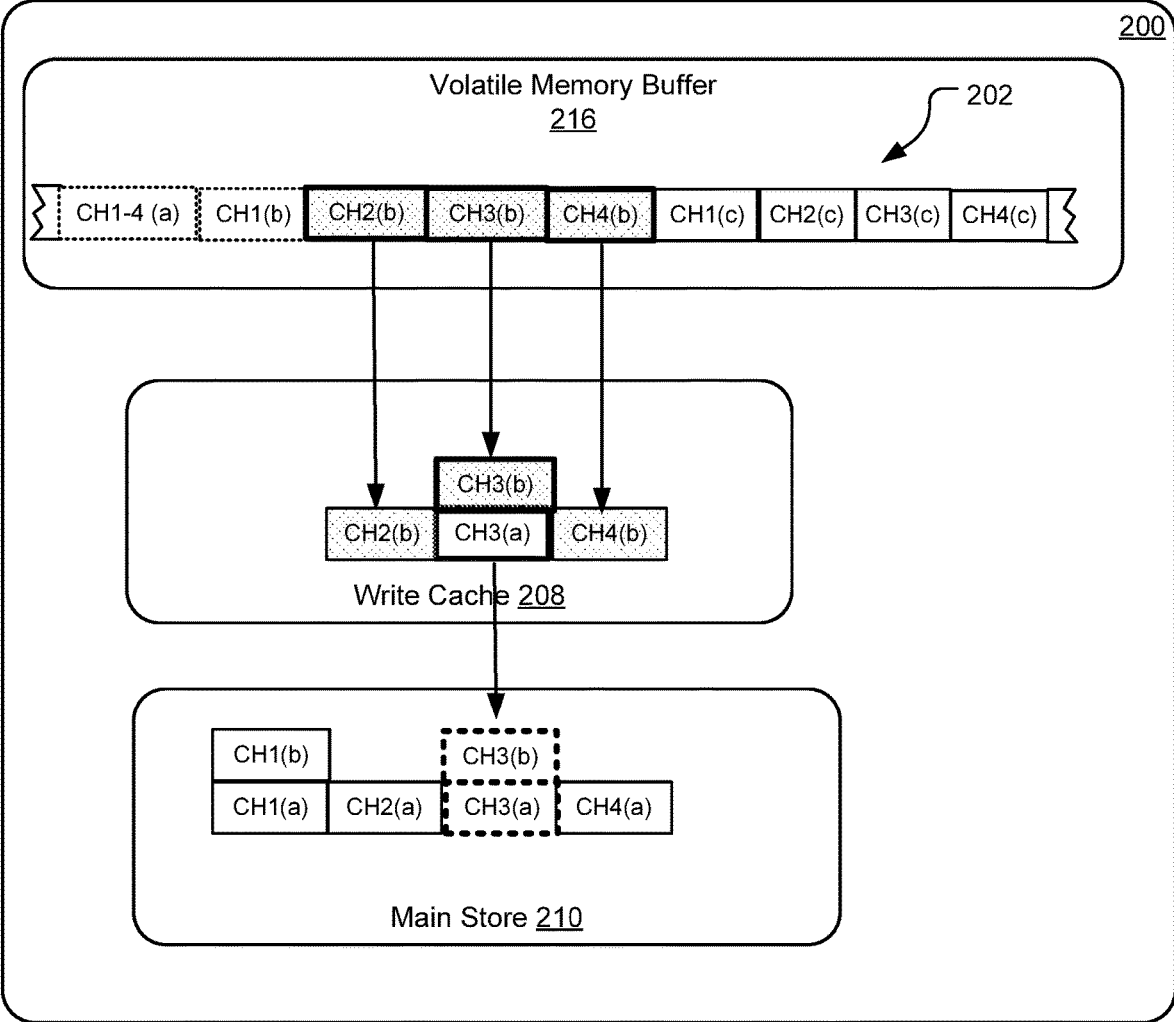 200
Volatile Memory Buffer
216
202
CH1-4 (a) CH1(b) CH2(b) CH3(b) CH4(b) CH1(c) CH2(c) CH3(c) CH4(c)
CH3(b)
CH2(b) CH3(a) CH4(b)
Write Cache 208
CH1(b) CH3(b)
CH1(a) CH2(a) CH3(a) CH4(a)
Main Store 210